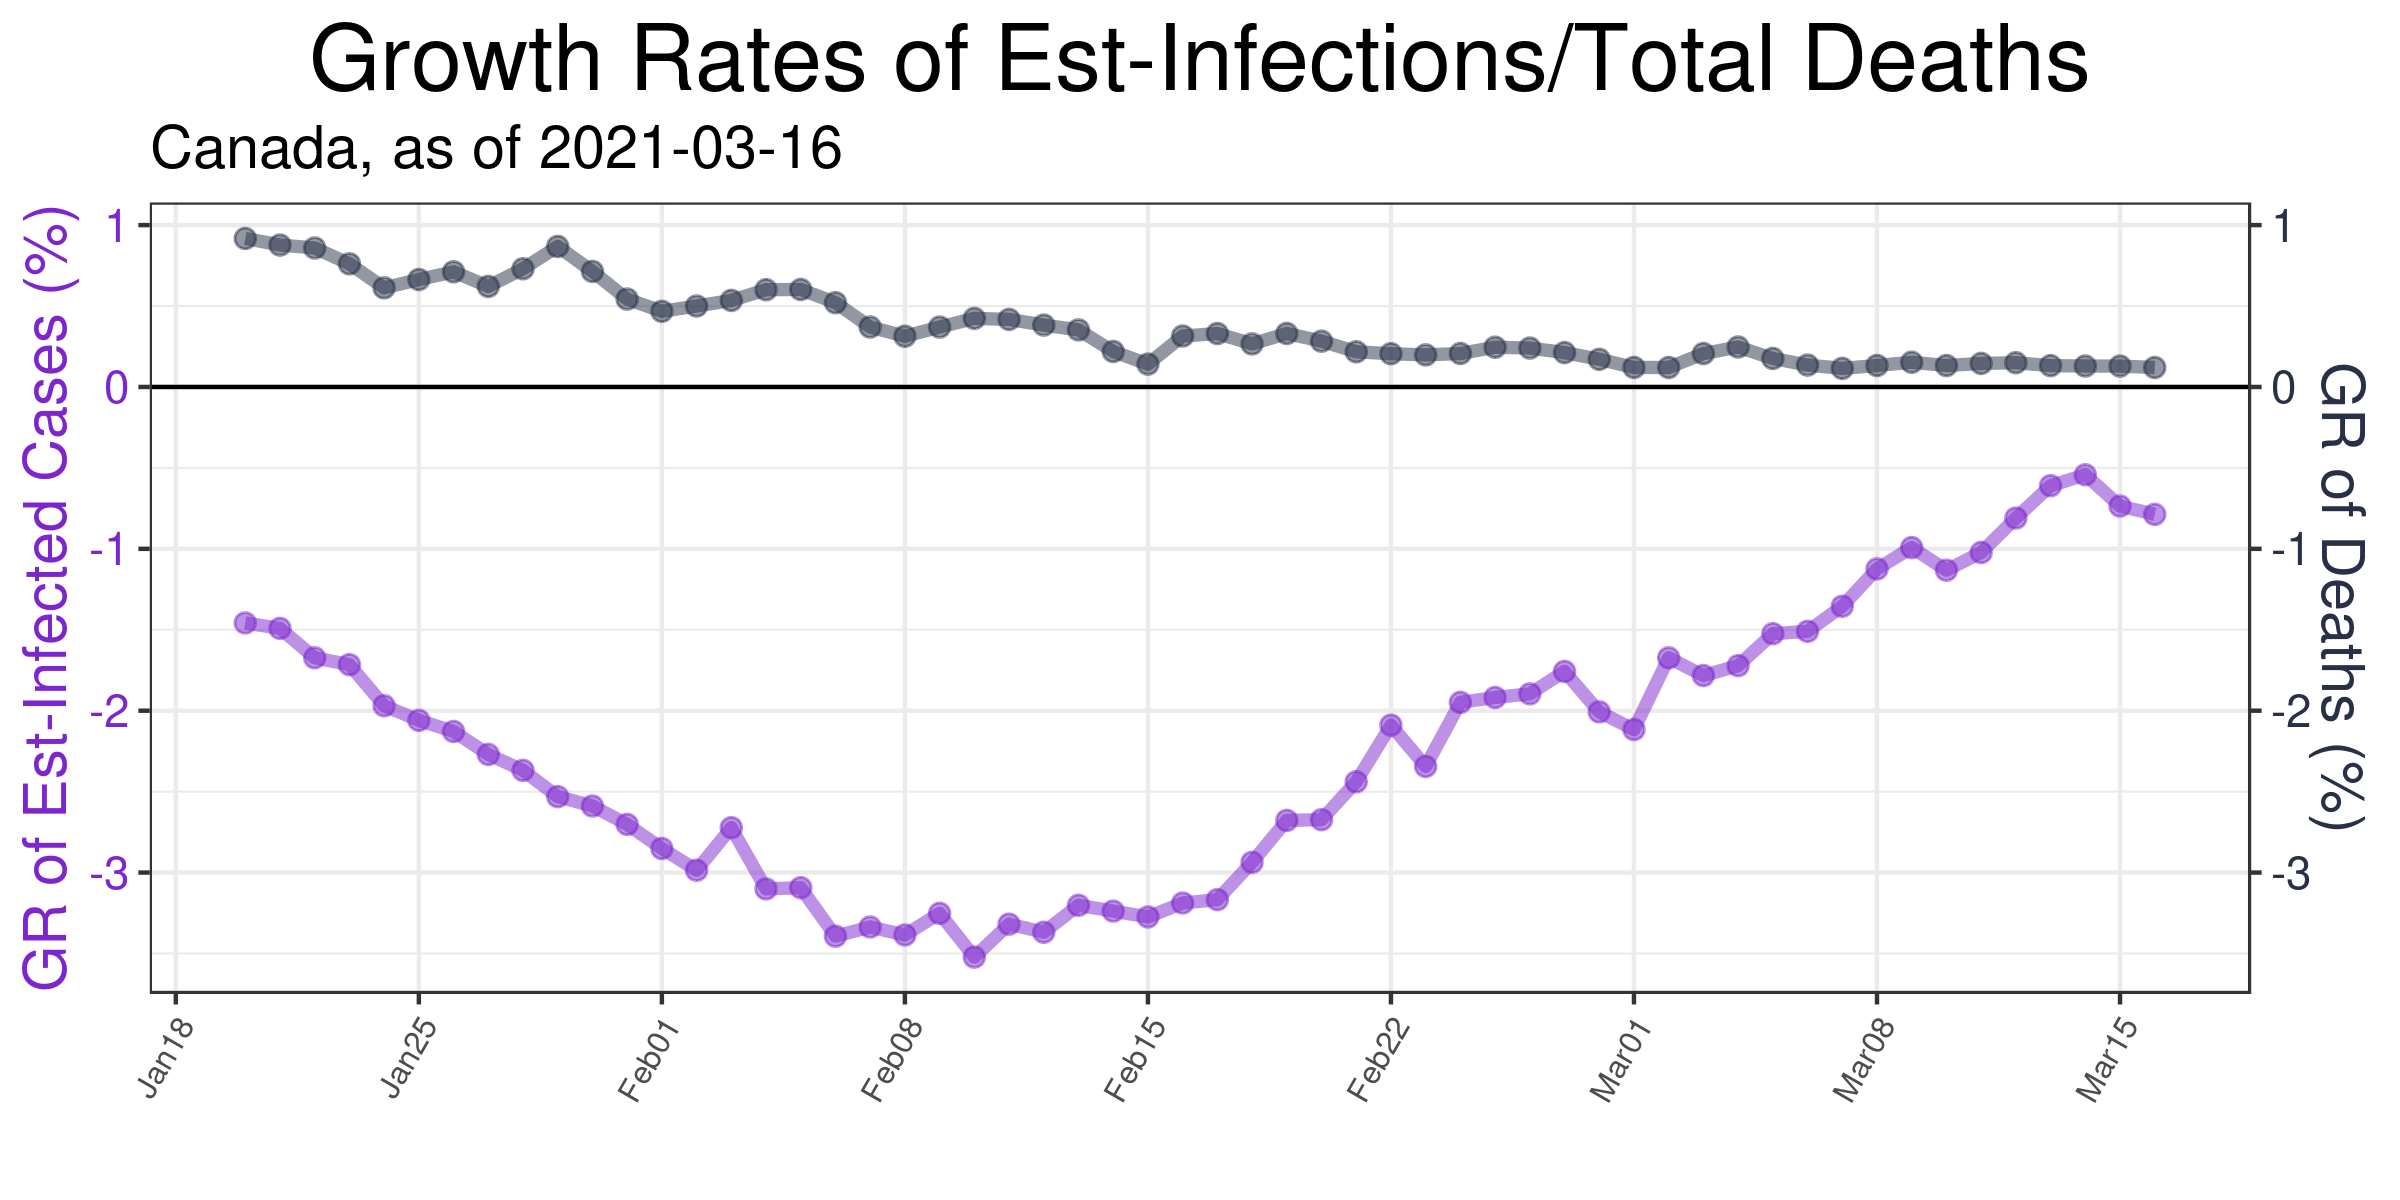 Growth Rates of Est-Infections/Total Deaths
Canada, as of 2021-03-16
GR of Est-Infected Cases (%)
1
0
-1
-2
-3
1
0
-1
-2
-3
GR of Deaths (%)
Jan18
Jan25
Feb01
Feb08
Feb15
Feb22
Mar01
Mar08
Mar15